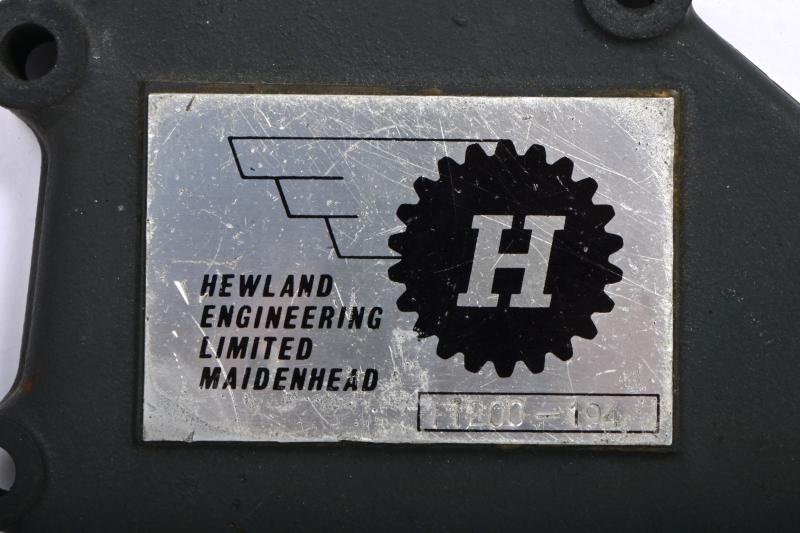 H
HEWLAND
ENGINEERING
LIMITED
MAIDENHEAD
FT200-194